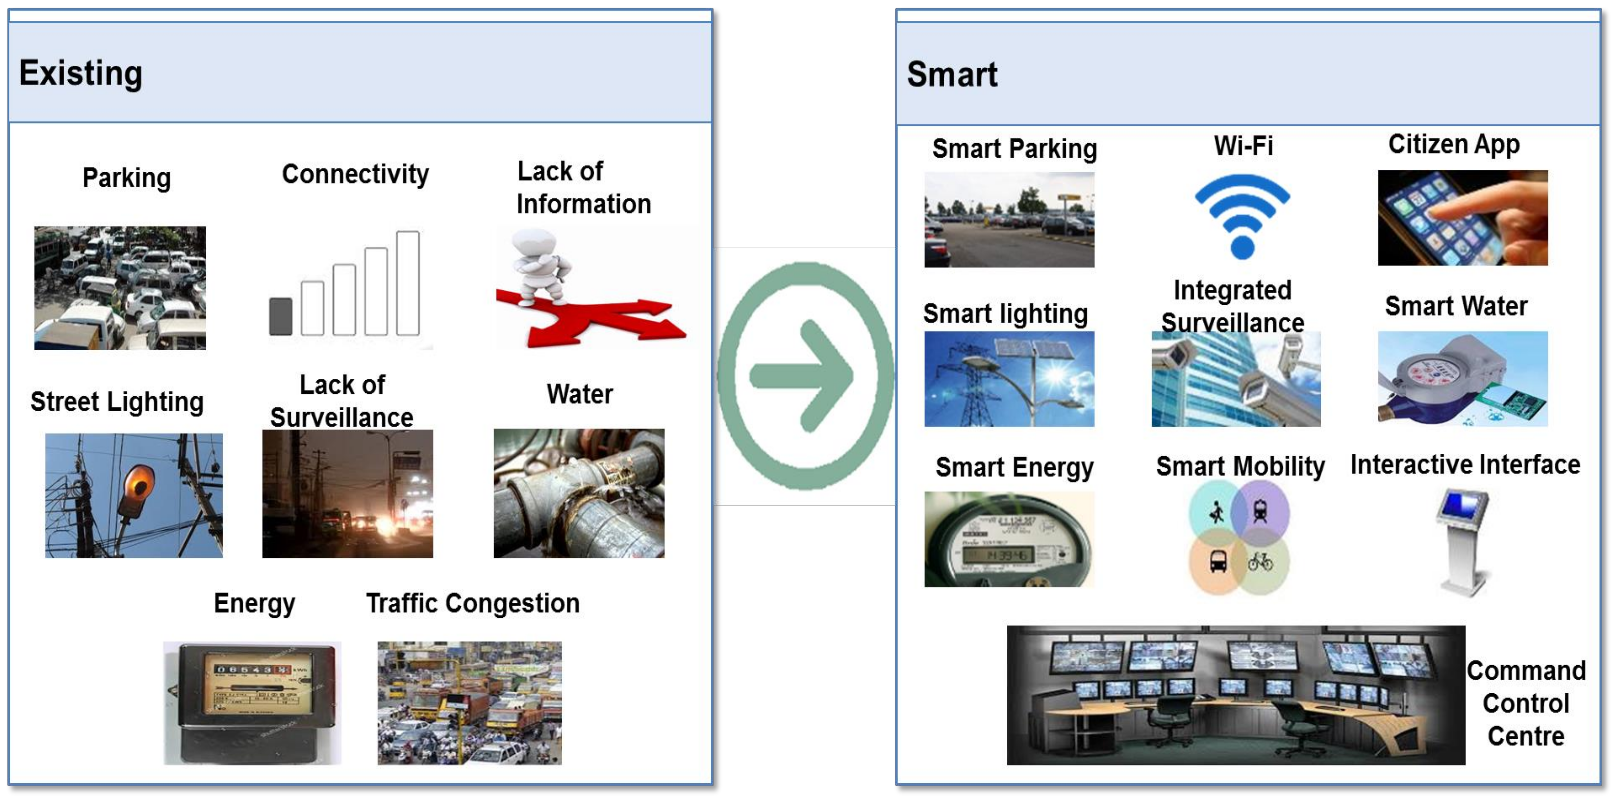 Existing
Parking
Connectivity
Lack of
Information
Street Lighting
Lack of
Surveillance
Water
Energy
Traffic Congestion
Smart
Smart Parking
Wi-Fi
Citizen App
Smart lighting
Integrated
Surveillance
Smart Water
Smart Energy
Smart Mobility
Interactive Interface
Command
Control
Centre